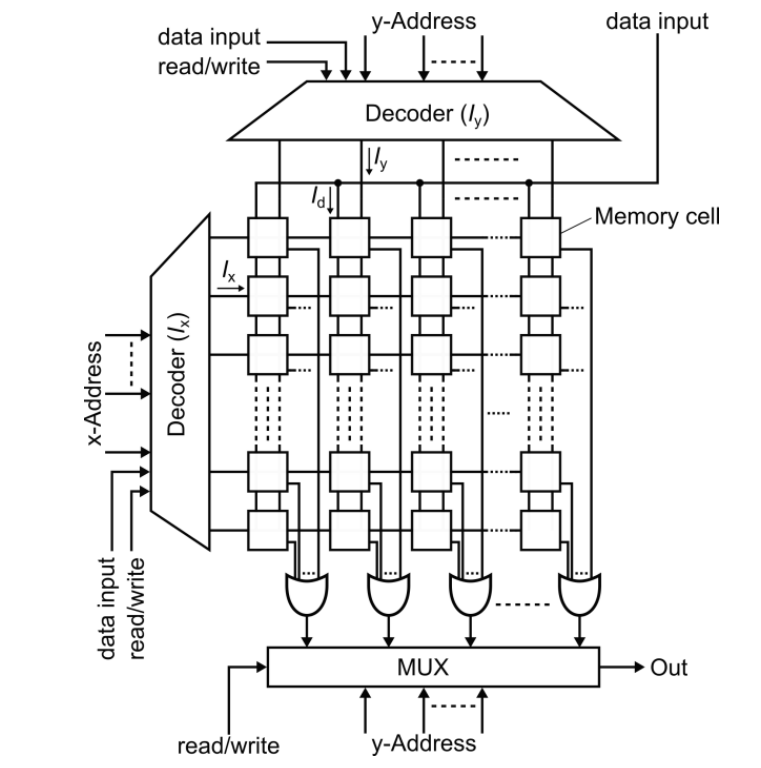 y-Address
data input
data input
read/write
Decoder (Iy)
Iy
Id
Memory cell
Ix
Decoder (Ix)
x-Address
data input
read/write
MUX
Out
read/write
y-Address